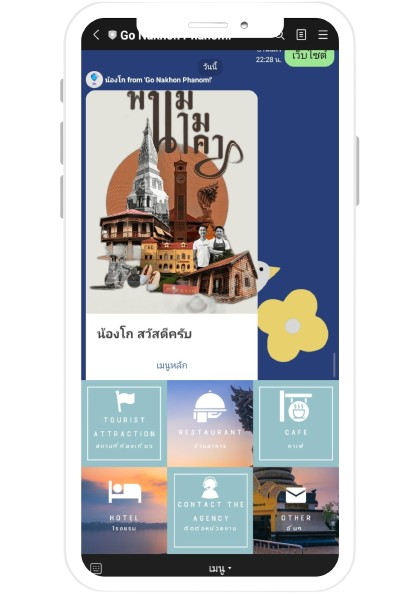 Go Nakhon Phanom!
22:28 น.
เว็บไซต์
วันนี้
น้องโก from 'Go Nakhon Phanom!'
พาเม
นามา
คาว
น้องโก สวัสดีครับ
เมนูหลัก
TOURIST
ATTRACTION
สถานที่ท่องเที่ยว
RESTAURANT
ร้านอาหาร
CAFE
คาเฟ่
HOTEL
โรงแรม
CONTACT THE
AGENCY
ติดต่อหน่วยงาน
OTHER
อื่นๆ
เมนู